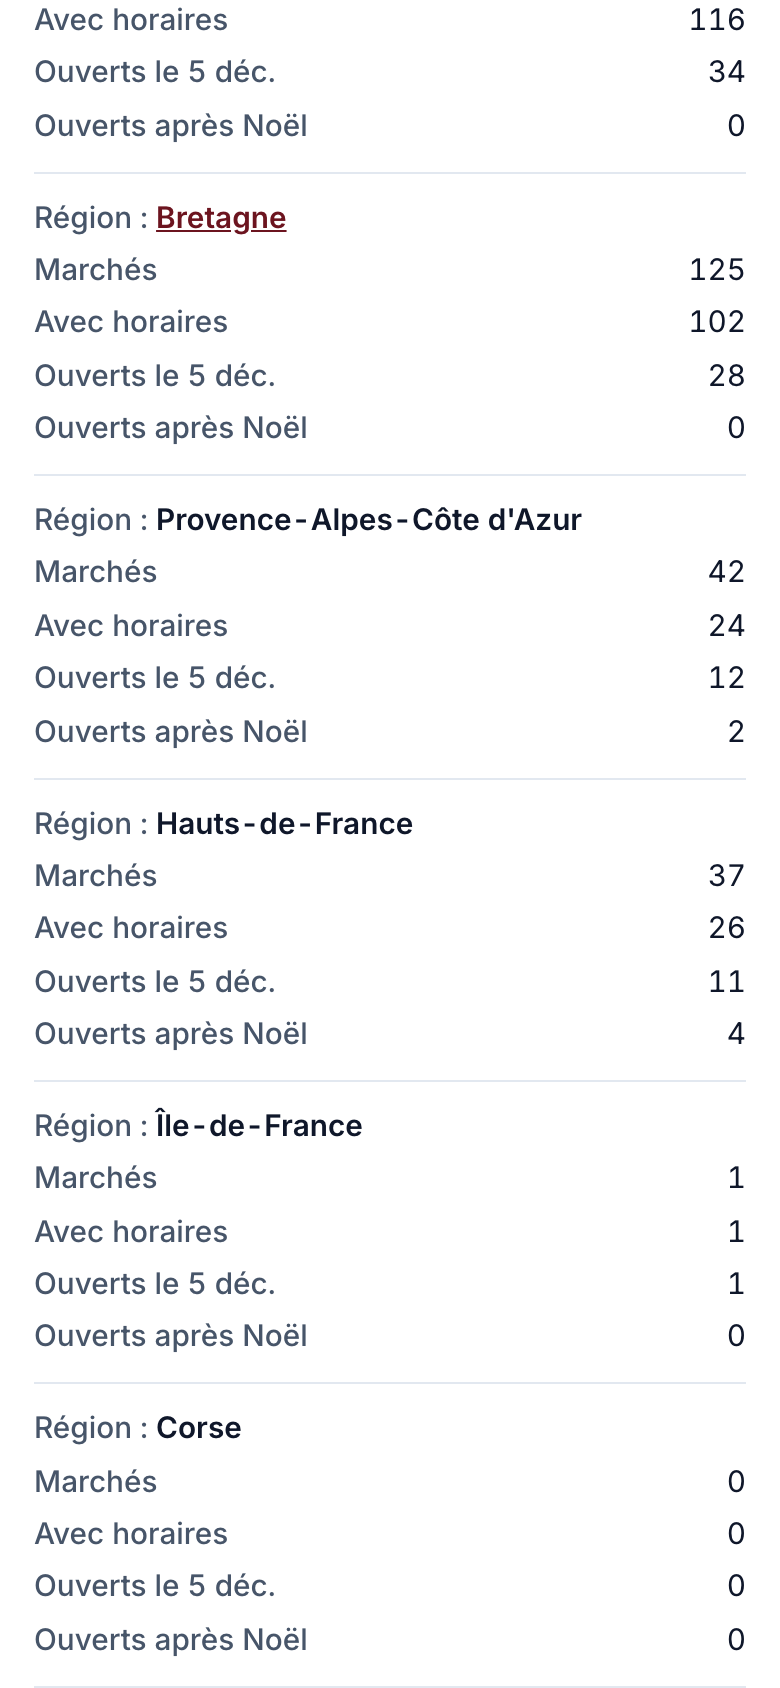 Avec horaires 116
Ouverts le 5 déc. 34
Ouverts après Noël 0
Région : Bretagne
Marchés 125
Avec horaires 102
Ouverts le 5 déc. 28
Ouverts après Noël 0
Région : Provence-Alpes-Côte d'Azur
Marchés 42
Avec horaires 24
Ouverts le 5 déc. 12
Ouverts après Noël 2
Région : Hauts-de-France
Marchés 37
Avec horaires 26
Ouverts le 5 déc. 11
Ouverts après Noël 4
Région : Île-de-France
Marchés 1
Avec horaires 1
Ouverts le 5 déc. 1
Ouverts après Noël 0
Région : Corse
Marchés 0
Avec horaires 0
Ouverts le 5 déc. 0
Ouverts après Noël 0